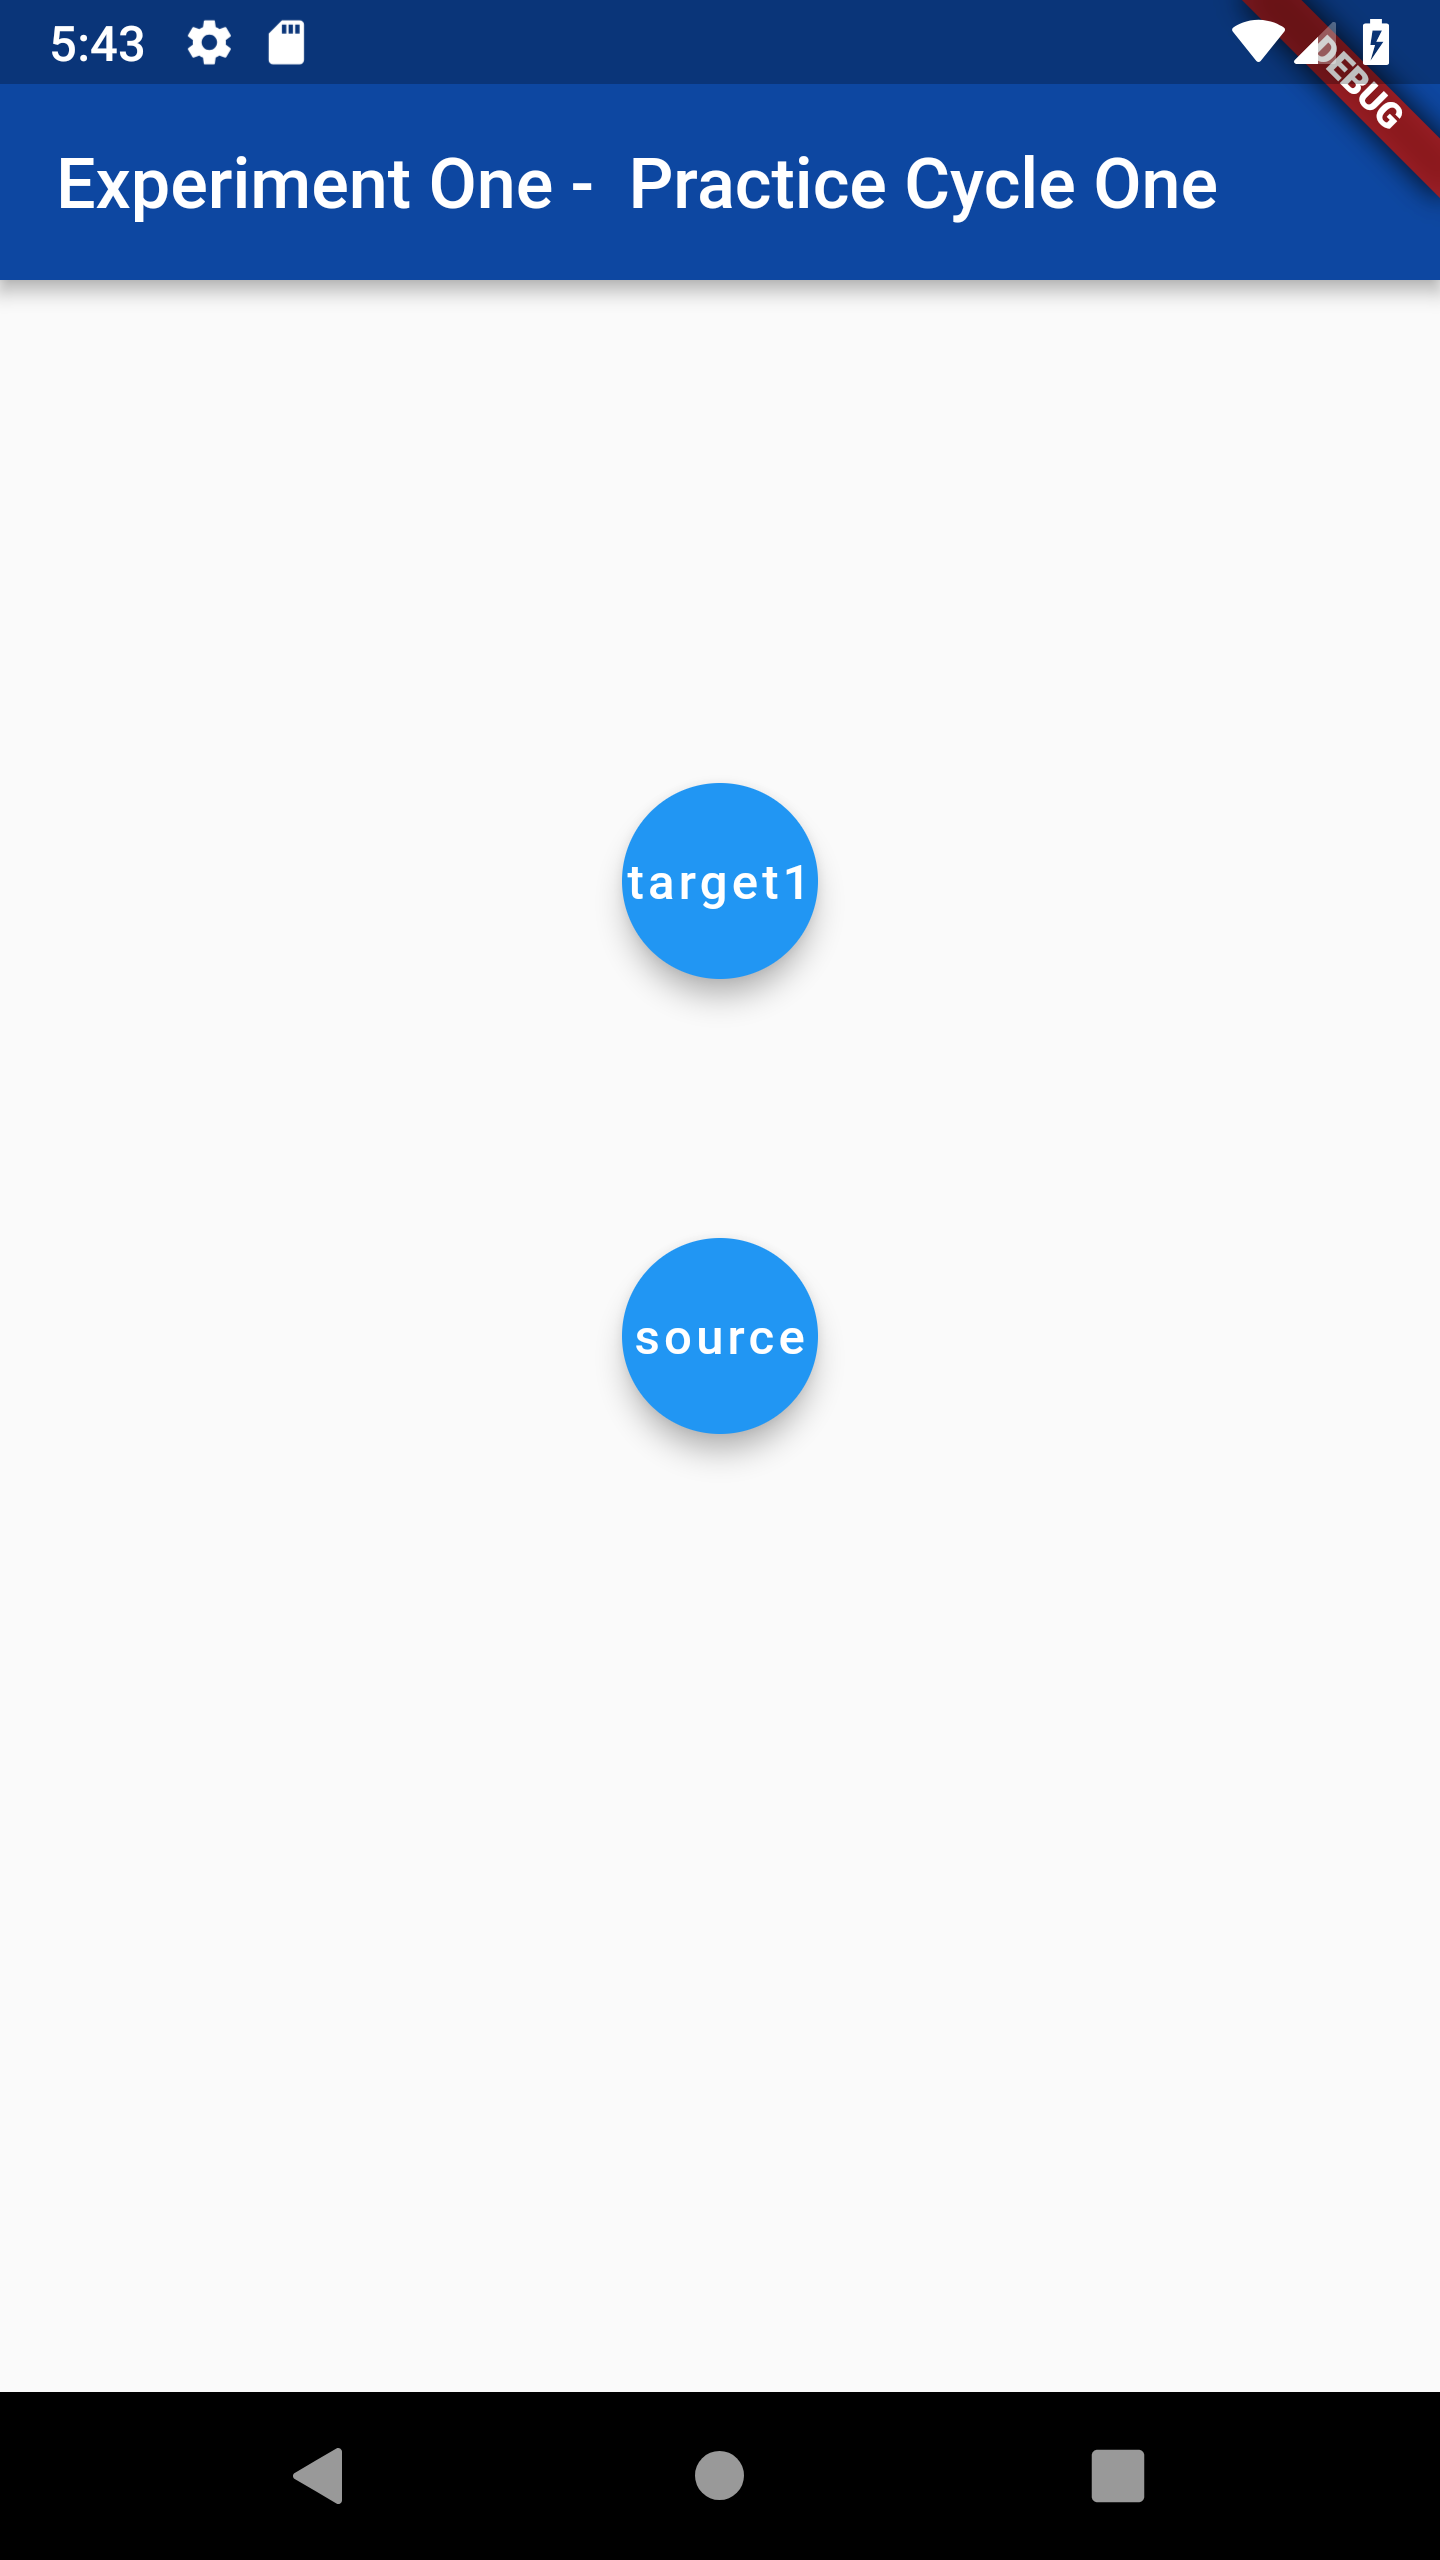 5:43
DEBUG
Experiment One -  Practice Cycle One
target1
source